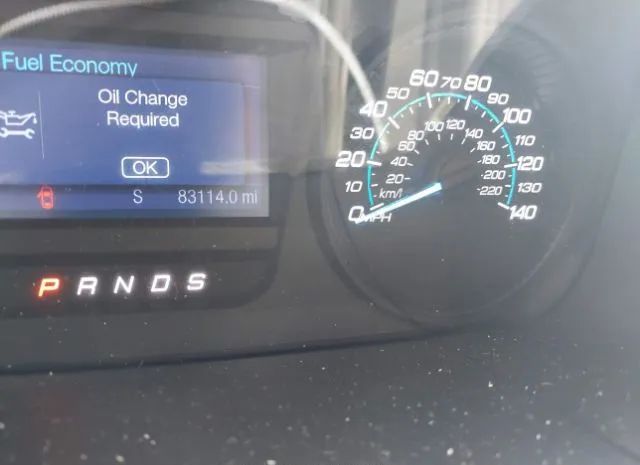 Fuel Economy
Oil Change
Required
OK
S 83114.0 mi
P R N D S
0 10 20 30 40 50 60 70 80 90 100 110 120 130 140
MPH
20 40 60 80 100 120 140 160 180 200 220
km/h